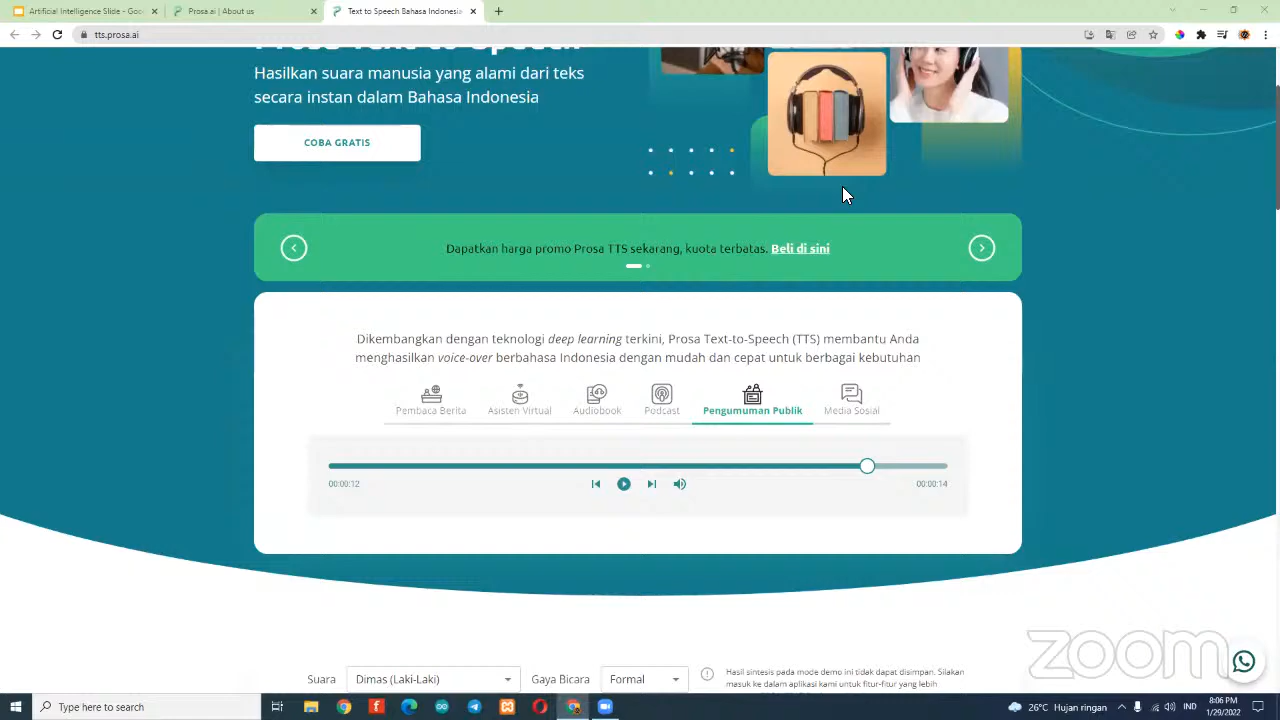 Artificial Intelligence Slide - Goo
Prosa.ai | About us
Text to Speech Bahasa Indonesia
tts.prosa.ai
Prosa Text-to-Speech
Hasilkan suara manusia yang alami dari teks
secara instan dalam Bahasa Indonesia
COBA GRATIS
Dapatkan harga promo Prosa TTS sekarang, kuota terbatas. Beli di sini
Dikembangkan dengan teknologi deep learning terkini, Prosa Text-to-Speech (TTS) membantu Anda
menghasilkan voice-over berbahasa Indonesia dengan mudah dan cepat untuk berbagai kebutuhan
Pembaca Berita
Asisten Virtual
Audiobook
Podcast
Pengumuman Publik
Media Sosial
00:00:12
00:00:14
zoom
Suara
Dimas (Laki-Laki)
Gaya Bicara
Formal
Hasil sintesis pada mode demo ini tidak dapat disimpan. Silakan
masuk ke dalam aplikasi kami untuk fitur-fitur yang lebih
Type here to search
26°C Hujan ringan
IND
8:06 PM
1/29/2022